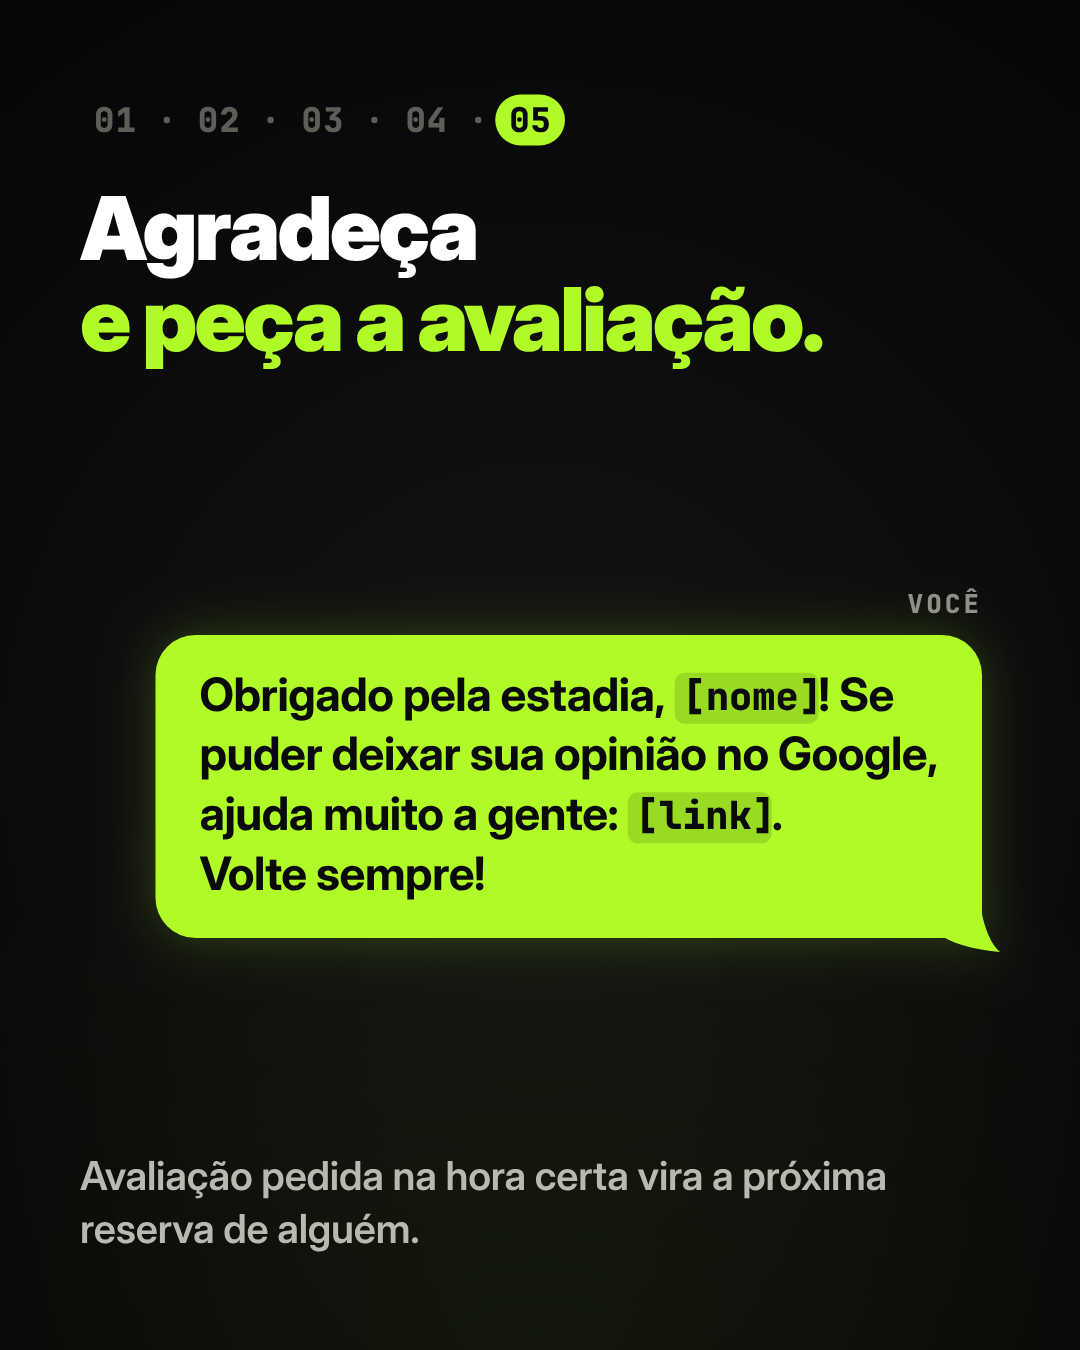 01 · 02 · 03 · 04 · 05
Agradeça
e peça a avaliação.
VOCÊ
Obrigado pela estadia, [nome]! Se
puder deixar sua opinião no Google,
ajuda muito a gente: [link].
Volte sempre!
Avaliação pedida na hora certa vira a próxima
reserva de alguém.